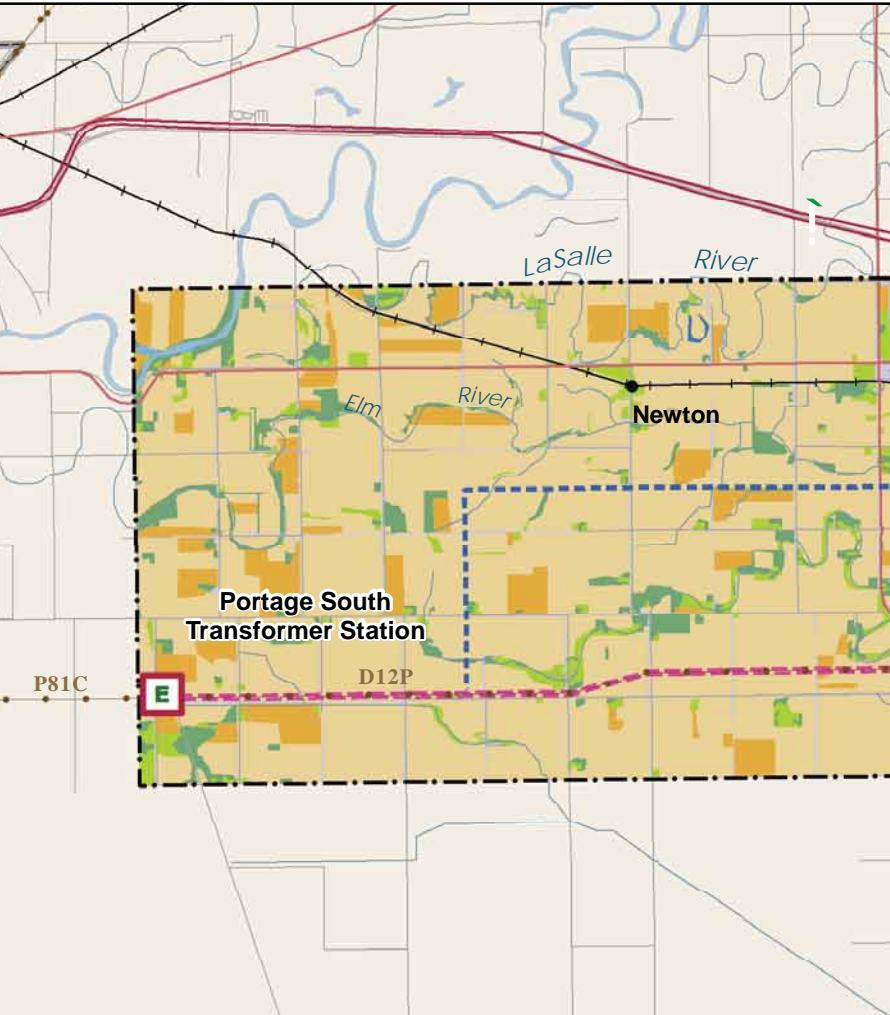 LaSalle River
Elm River
Newton
Portage South
Transformer Station
P81C
D12P
E